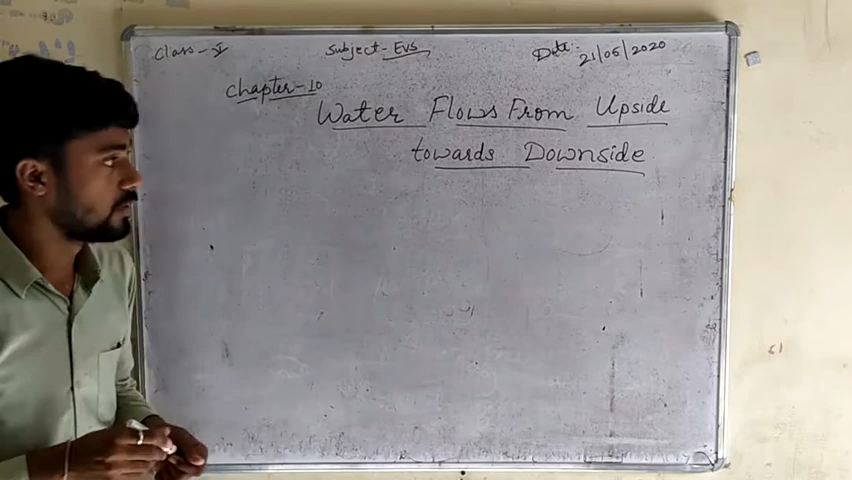 Class - V Subject - EVS Date: 21/05/2020
Chapter - 10
Water Flows From Upside
towards Downside